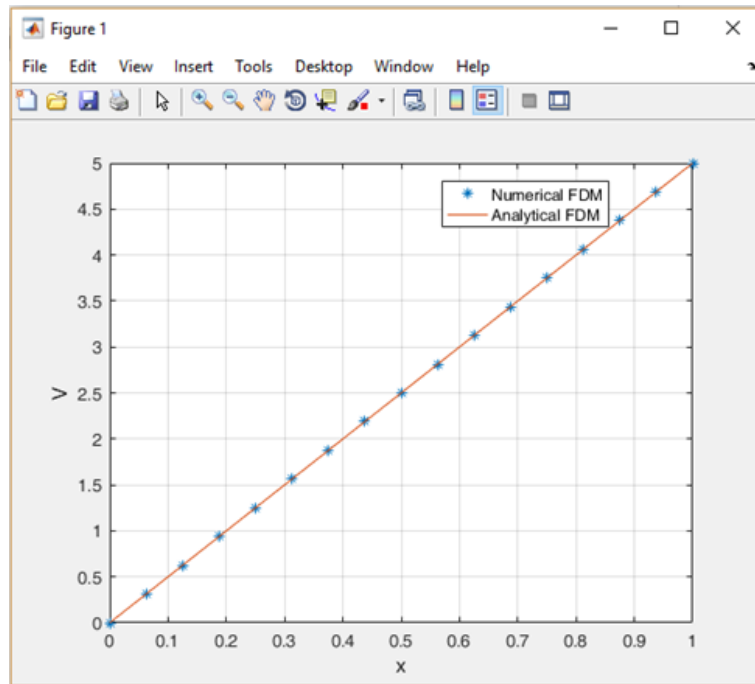 Figure 1
File Edit View Insert Tools Desktop Window Help
5
4.5
4
3.5
3
2.5
2
1.5
1
0.5
0
V
Numerical FDM
Analytical FDM
0 0.1 0.2 0.3 0.4 0.5 0.6 0.7 0.8 0.9 1
x